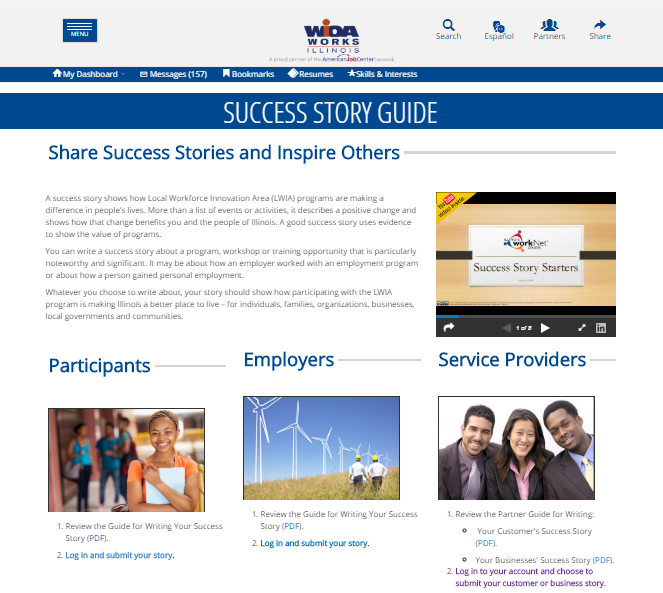 MENU
WIOA
WORKS
ILLINOIS
A proud partner of the AmericanJobCenter network
Search
Español
Partners
Share
My Dashboard
Messages (157)
Bookmarks
Resumes
Skills & Interests
SUCCESS STORY GUIDE
Share Success Stories and Inspire Others
A success story shows how Local Workforce Innovation Area (LWIA) programs are making a
difference in people's lives. More than a list of events or activities, it describes a positive change and
shows how that change benefits you and the people of Illinois. A good success story uses evidence
to show the value of programs.
You can write a success story about a program, workshop or training opportunity that is particularly
noteworthy and significant. It may be about how an employer worked with an employment program
or about how a person gained personal employment.
Whatever you choose to write about, your story should show how participating with the LWIA
program is making Illinois a better place to live – for individuals, families, organizations, businesses,
local governments and communities.
YouTube
video inside
workNet
Success Story Starters
1 of 8
Participants
1. Review the Guide for Writing Your Success
Story (PDF).
2. Log in and submit your story.
Employers
1. Review the Guide for Writing Your Success
Story (PDF).
2. Log in and submit your story.
Service Providers
1. Review the Partner Guide for Writing:
Your Customer's Success Story
(PDF).
Your Businesses' Success Story (PDF).
2. Log in to your account and choose to
submit your customer or business story.